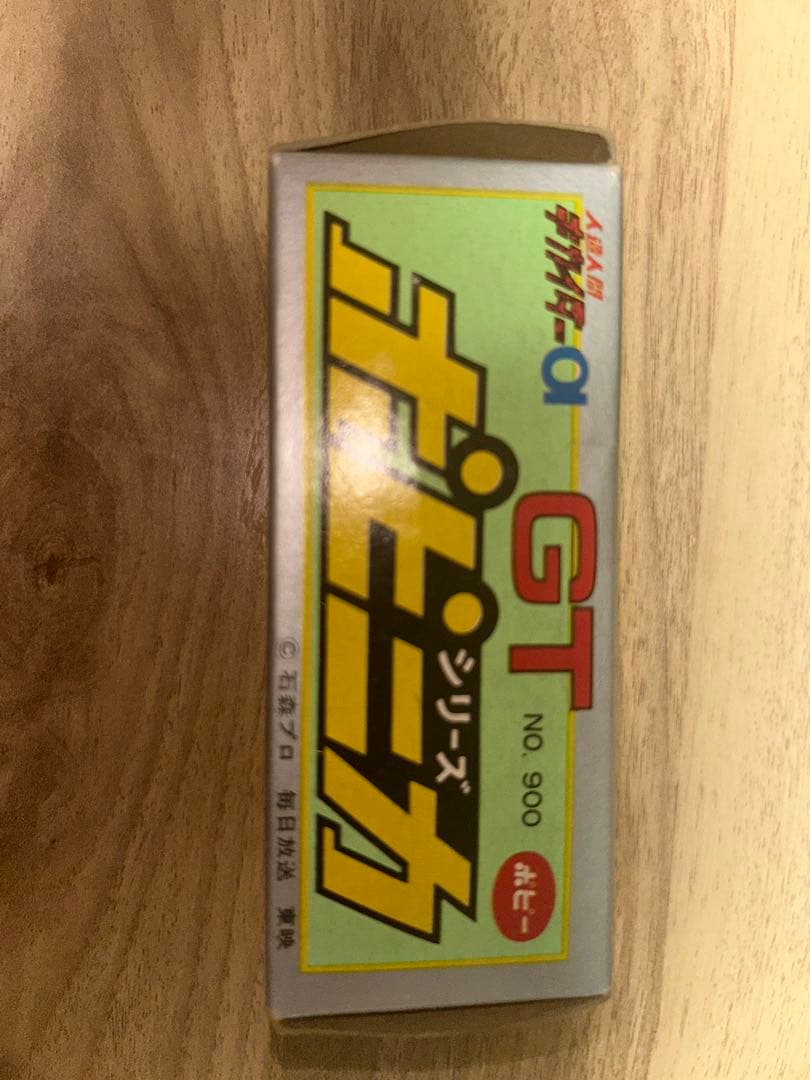 人造人間
キカイダー01
GT NO. 900 ポピー
ポピニカ
シリーズ
© 石森プロ 毎日放送 東映